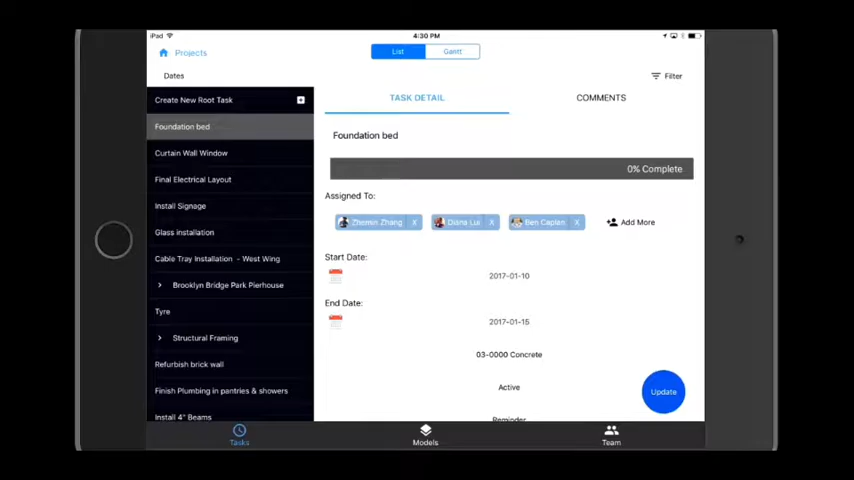 iPad 4:30 PM
Projects List Gantt
Dates Filter
Create New Root Task
Foundation bed
Curtain Wall Window
Final Electrical Layout
Install Signage
Glass installation
Cable Tray Installation - West Wing
> Brooklyn Bridge Park Pierhouse
Tyre
> Structural Framing
Refurbish brick wall
Finish Plumbing in pantries & showers
Install 4" Beams
TASK DETAIL COMMENTS
Foundation bed
0% Complete
Assigned To:
Zhemin Zhang X Diana Lui X Ben Caplan X Add More
Start Date:
2017-01-10
End Date:
2017-01-15
03-0000 Concrete
Active
Reminder
Update
Tasks Models Team